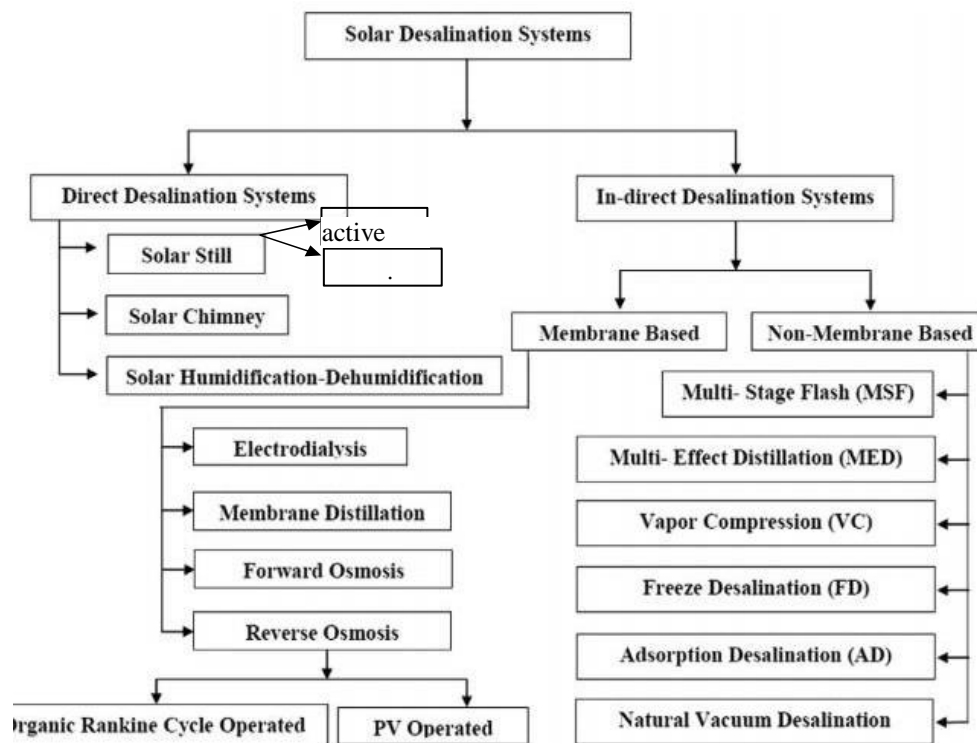 Solar Desalination Systems
Direct Desalination Systems
In-direct Desalination Systems
active
Solar Still
.
Solar Chimney
Membrane Based
Non-Membrane Based
Solar Humidification-Dehumidification
Multi- Stage Flash (MSF)
Electrodialysis
Multi- Effect Distillation (MED)
Membrane Distillation
Vapor Compression (VC)
Forward Osmosis
Freeze Desalination (FD)
Reverse Osmosis
Adsorption Desalination (AD)
Organic Rankine Cycle Operated
PV Operated
Natural Vacuum Desalination